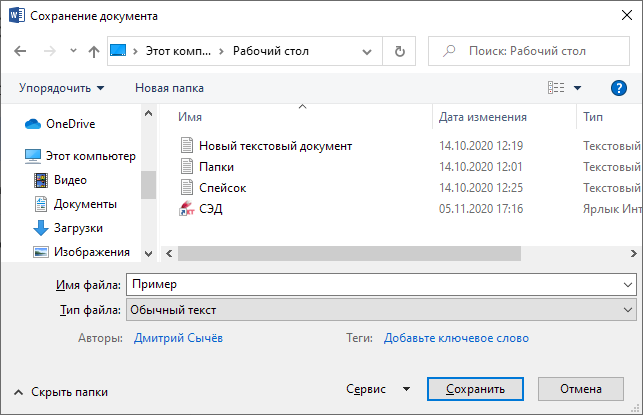 Сохранение документа
Этот комп... Рабочий стол
Поиск: Рабочий стол
Упорядочить Новая папка
OneDrive
Этот компьютер
Видео
Документы
Загрузки
Изображения
Имя Дата изменения Тип
Новый текстовый документ 14.10.2020 12:19 Текстовый
Папки 14.10.2020 12:01 Текстовый
Спейсок 14.10.2020 12:25 Текстовый
СЭД 05.11.2020 17:16 Ярлык Инт
Имя файла: Пример
Тип файла: Обычный текст
Авторы: Дмитрий Сычёв Теги: Добавьте ключевое слово
Скрыть папки Сервис Сохранить Отмена